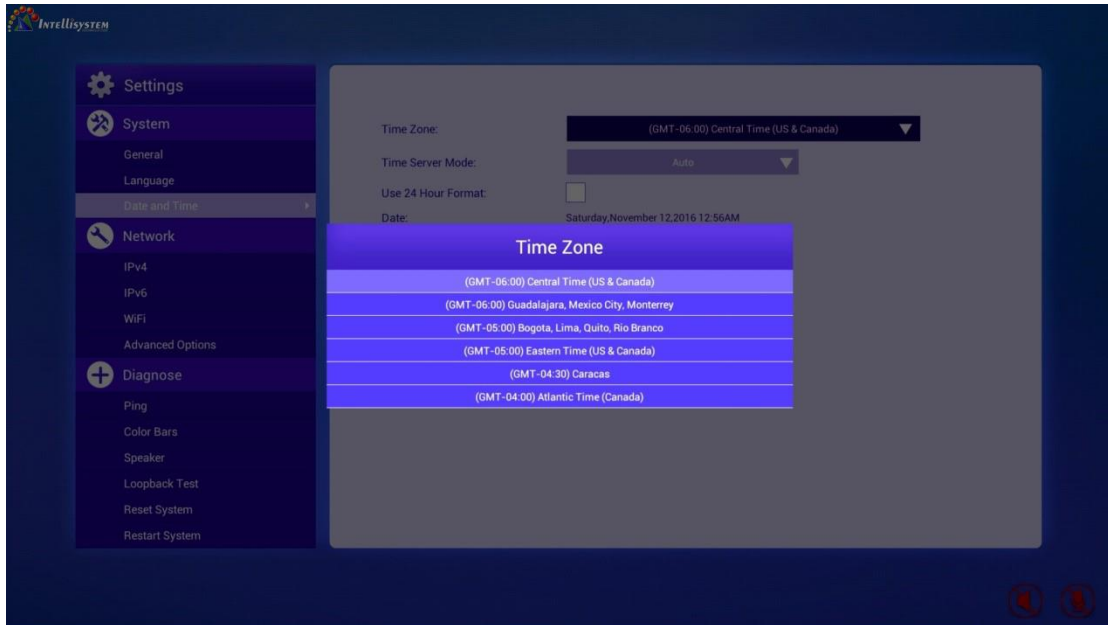 Intellisystem
Settings
System
General
Language
Date and Time
Network
IPv4
IPv6
WiFi
Advanced Options
Diagnose
Ping
Color Bars
Speaker
Loopback Test
Reset System
Restart System
Time Zone: (GMT-06:00) Central Time (US & Canada)
Time Server Mode: Auto
Use 24 Hour Format:
Date: Saturday,November 12,2016 12:56AM
Time Zone
(GMT-06:00) Central Time (US & Canada)
(GMT-06:00) Guadalajara, Mexico City, Monterrey
(GMT-05:00) Bogota, Lima, Quito, Rio Branco
(GMT-05:00) Eastern Time (US & Canada)
(GMT-04:30) Caracas
(GMT-04:00) Atlantic Time (Canada)